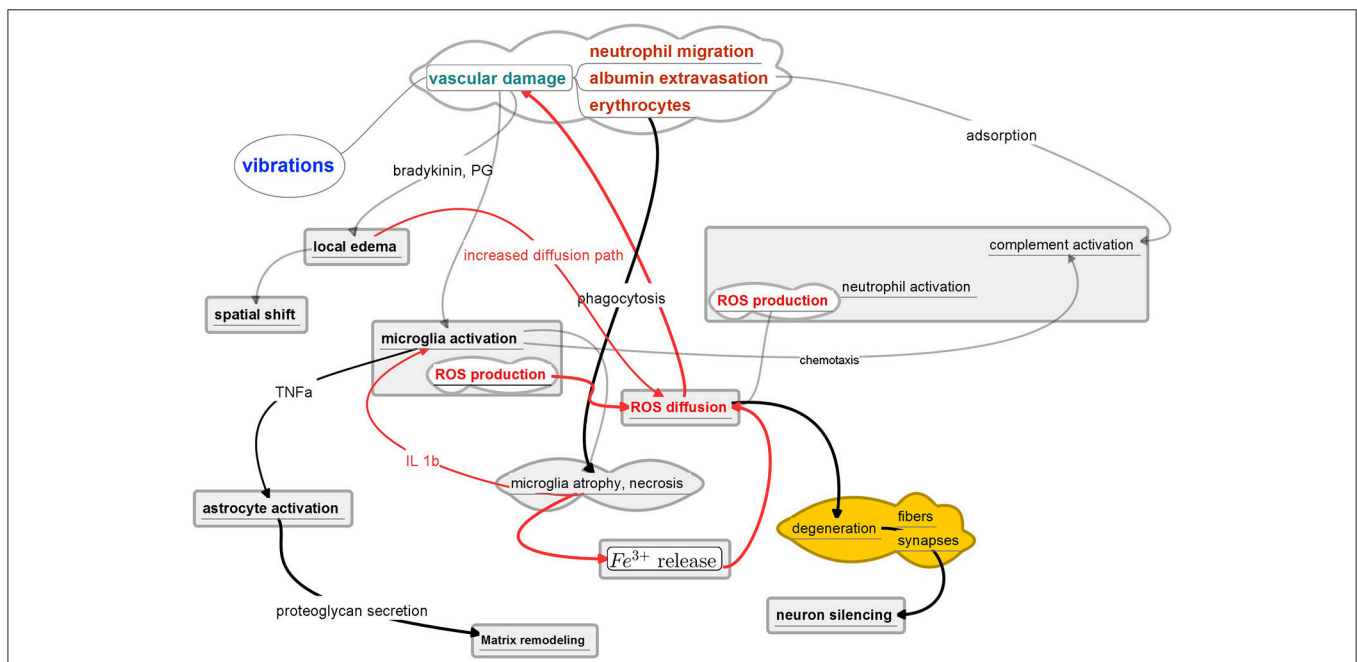 neutrophil migration
vascular damage
albumin extravasation
erythrocytes
adsorption
vibrations
bradykinin, PG
local edema
increased diffusion path
complement activation
neutrophil activation
ROS production
phagocytosis
spatial shift
microglia activation
chemotaxis
ROS production
TNFa
ROS diffusion
IL 1b
microglia atrophy, necrosis
astrocyte activation
fibers
degeneration
synapses
Fe³⁺ release
proteoglycan secretion
neuron silencing
Matrix remodeling